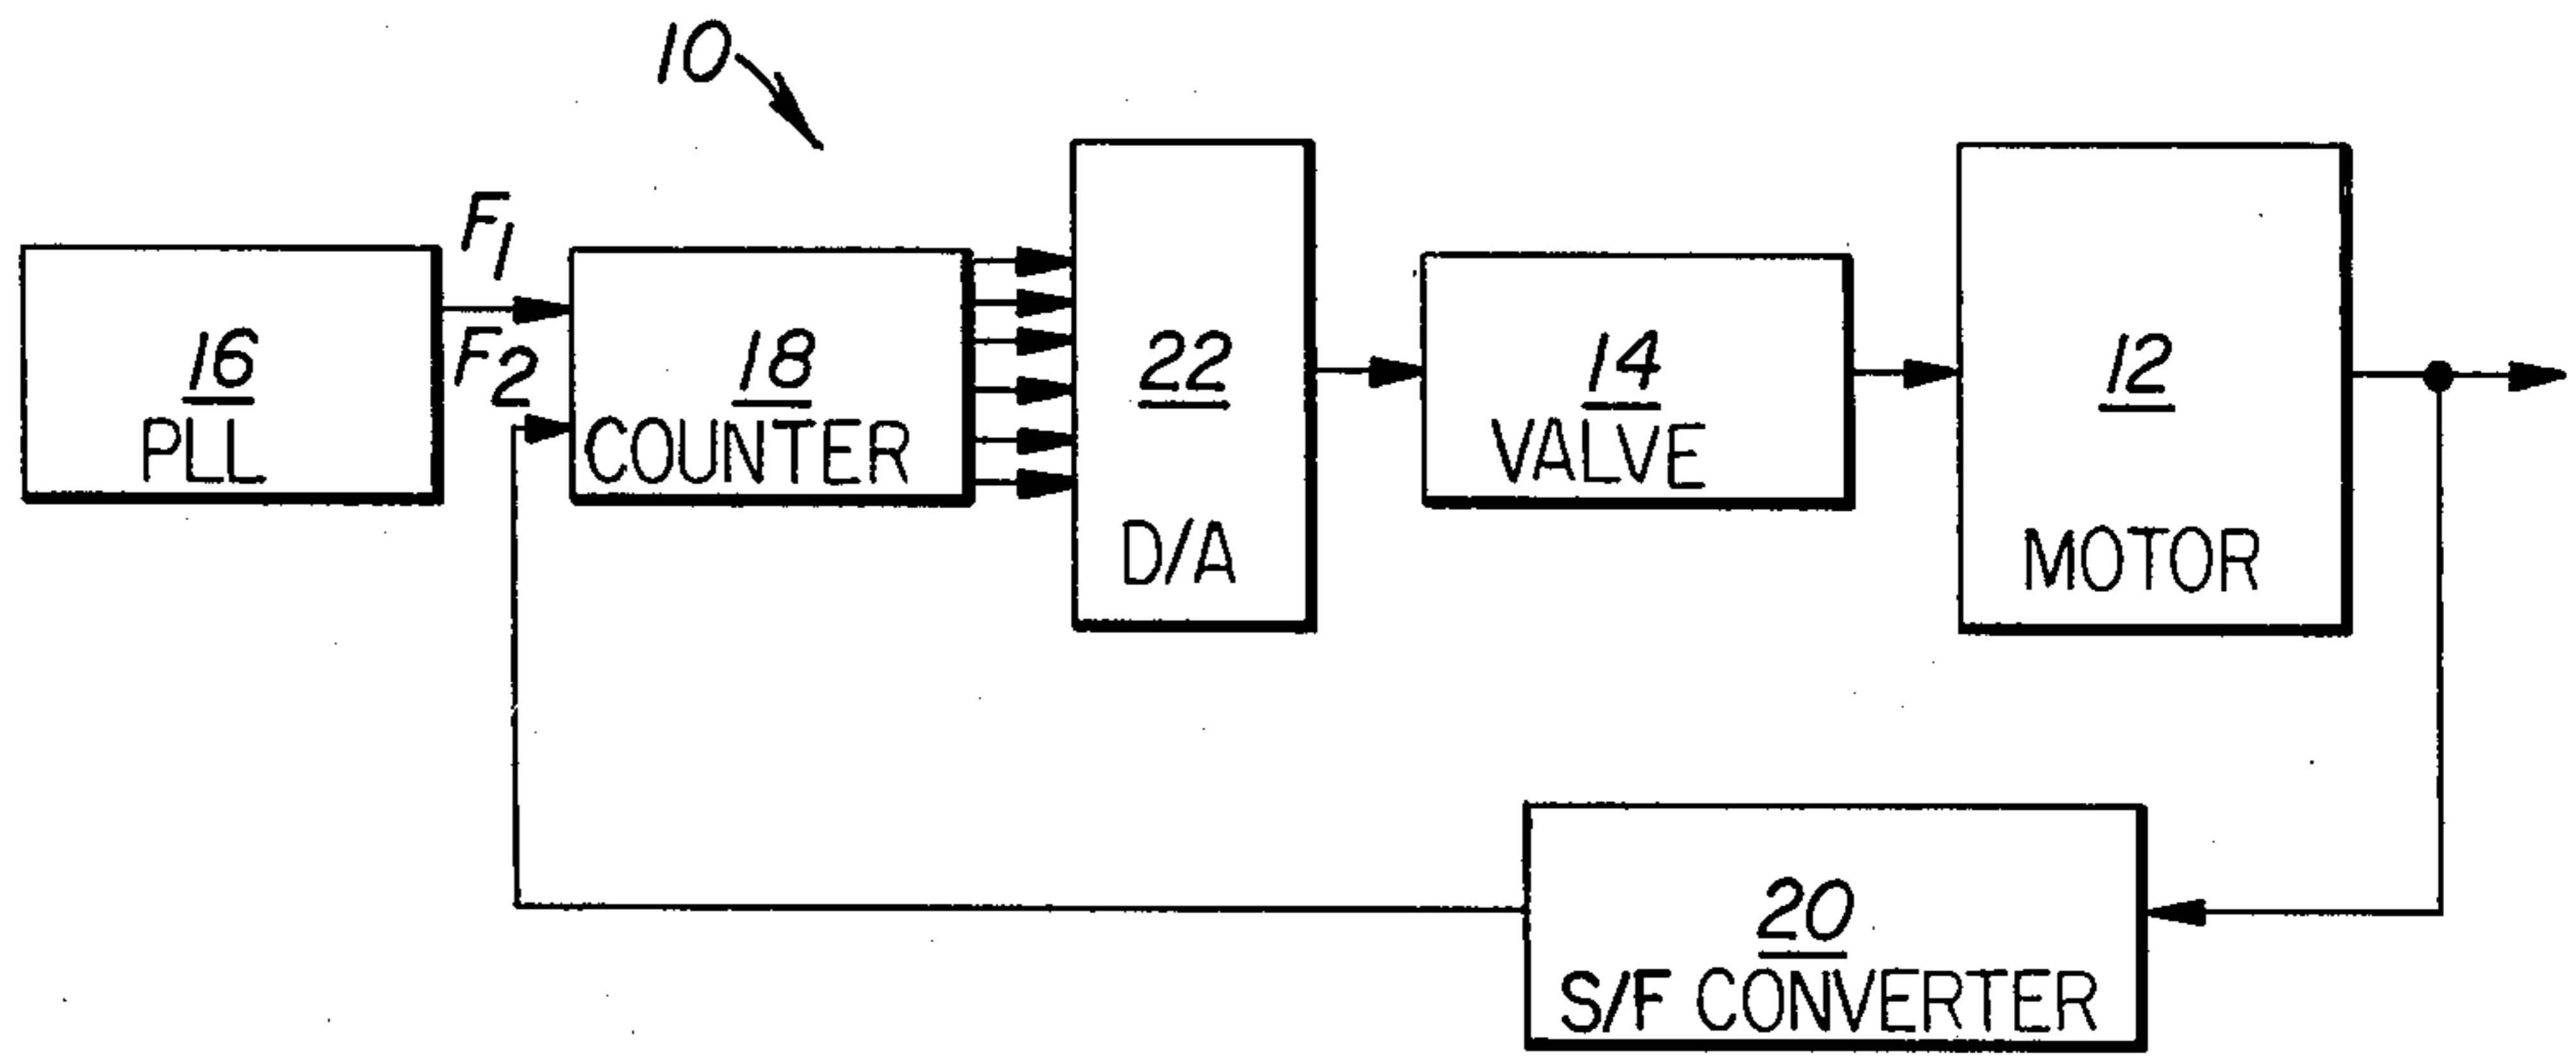 10
F1
F2
16
PLL
18
COUNTER
22
D/A
14
VALVE
12
MOTOR
20
S/F CONVERTER